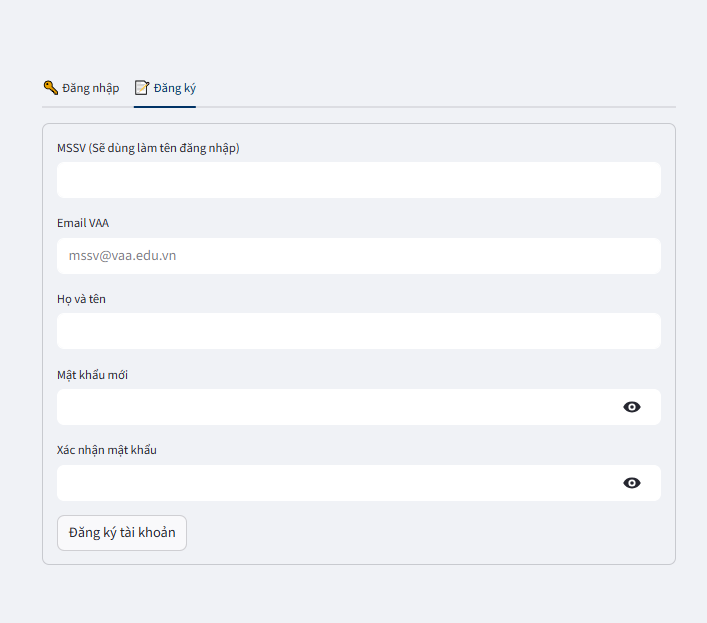 Đăng nhập Đăng ký
MSSV (Sẽ dùng làm tên đăng nhập)
Email VAA
mssv@vaa.edu.vn
Họ và tên
Mật khẩu mới
Xác nhận mật khẩu
Đăng ký tài khoản